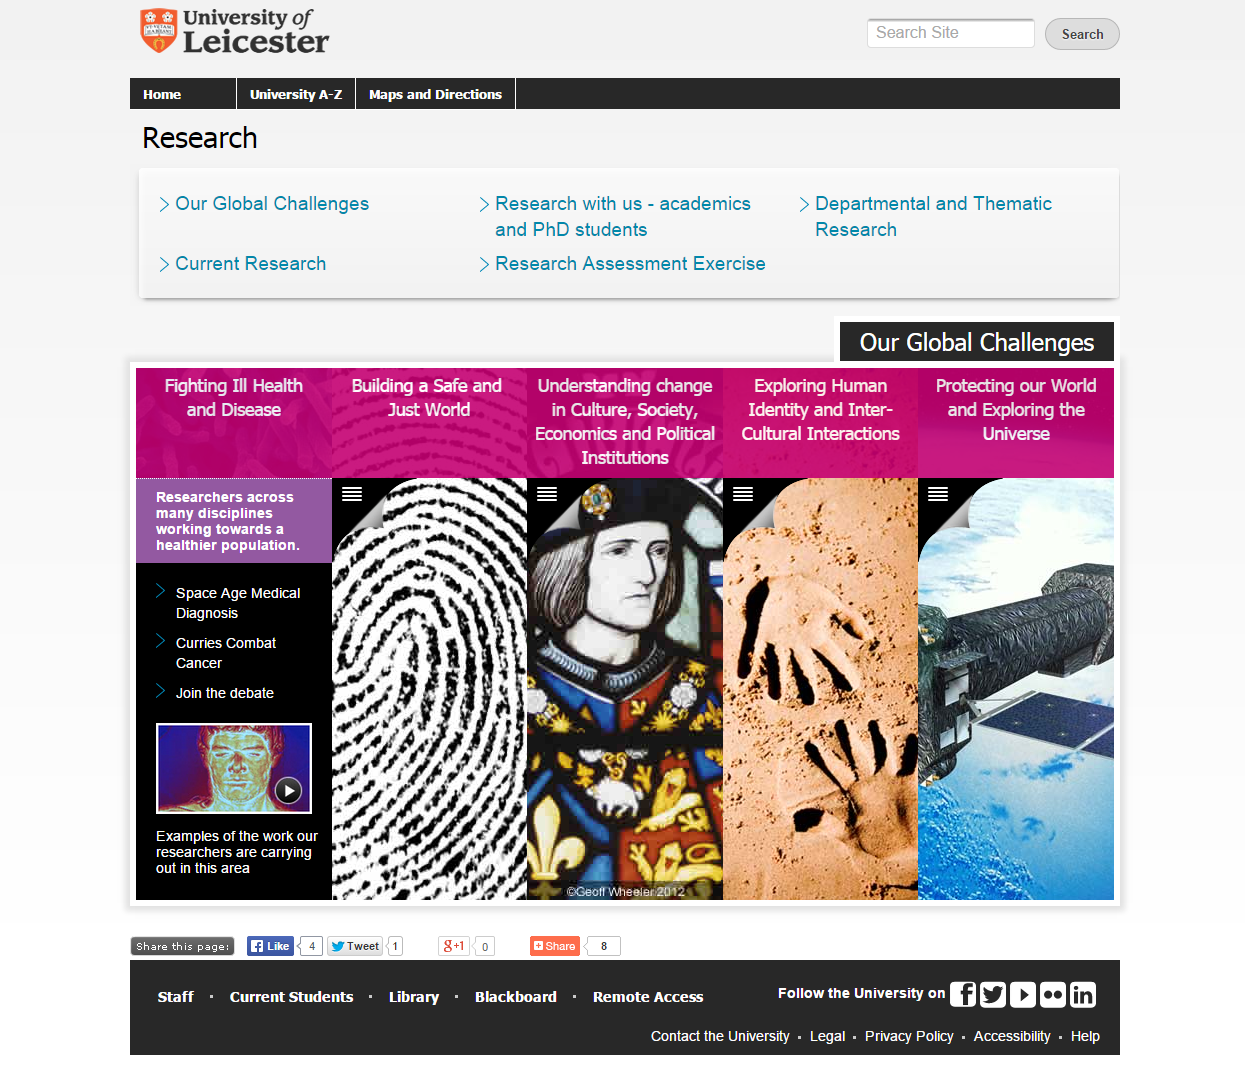 University of
Leicester
Search Site
Search
Home
University A-Z
Maps and Directions
Research
Our Global Challenges
Research with us - academics
and PhD students
Departmental and Thematic
Research
Current Research
Research Assessment Exercise
Our Global Challenges
Fighting Ill Health
and Disease
Building a Safe and
Just World
Understanding change
in Culture, Society,
Economics and Political
Institutions
Exploring Human
Identity and Inter-
Cultural Interactions
Protecting our World
and Exploring the
Universe
Researchers across
many disciplines
working towards a
healthier population.
Space Age Medical
Diagnosis
Curries Combat
Cancer
Join the debate
Examples of the work our
researchers are carrying
out in this area
©Geoff Wheeler 2012
Share this page:
Like
4
Tweet
1
g+1
0
Share
8
Staff
Current Students
Library
Blackboard
Remote Access
Follow the University on
Contact the University
Legal
Privacy Policy
Accessibility
Help